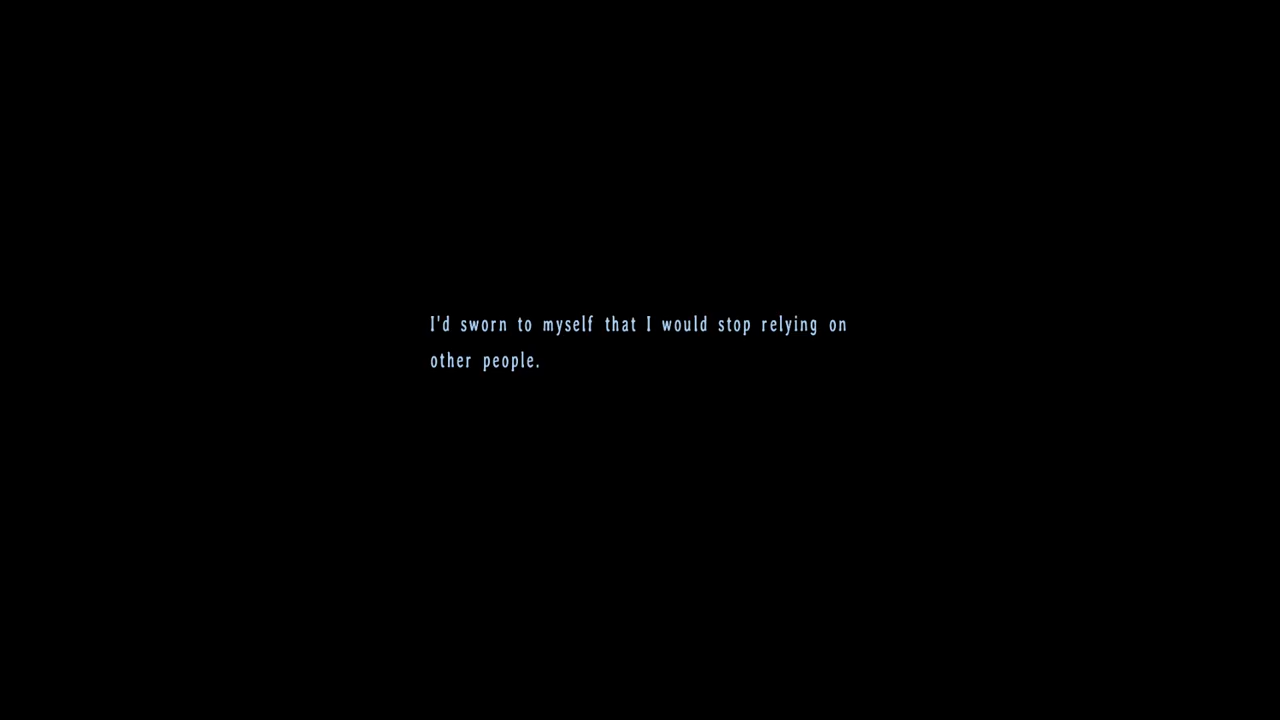 I'd sworn to myself that I would stop relying on
other people.